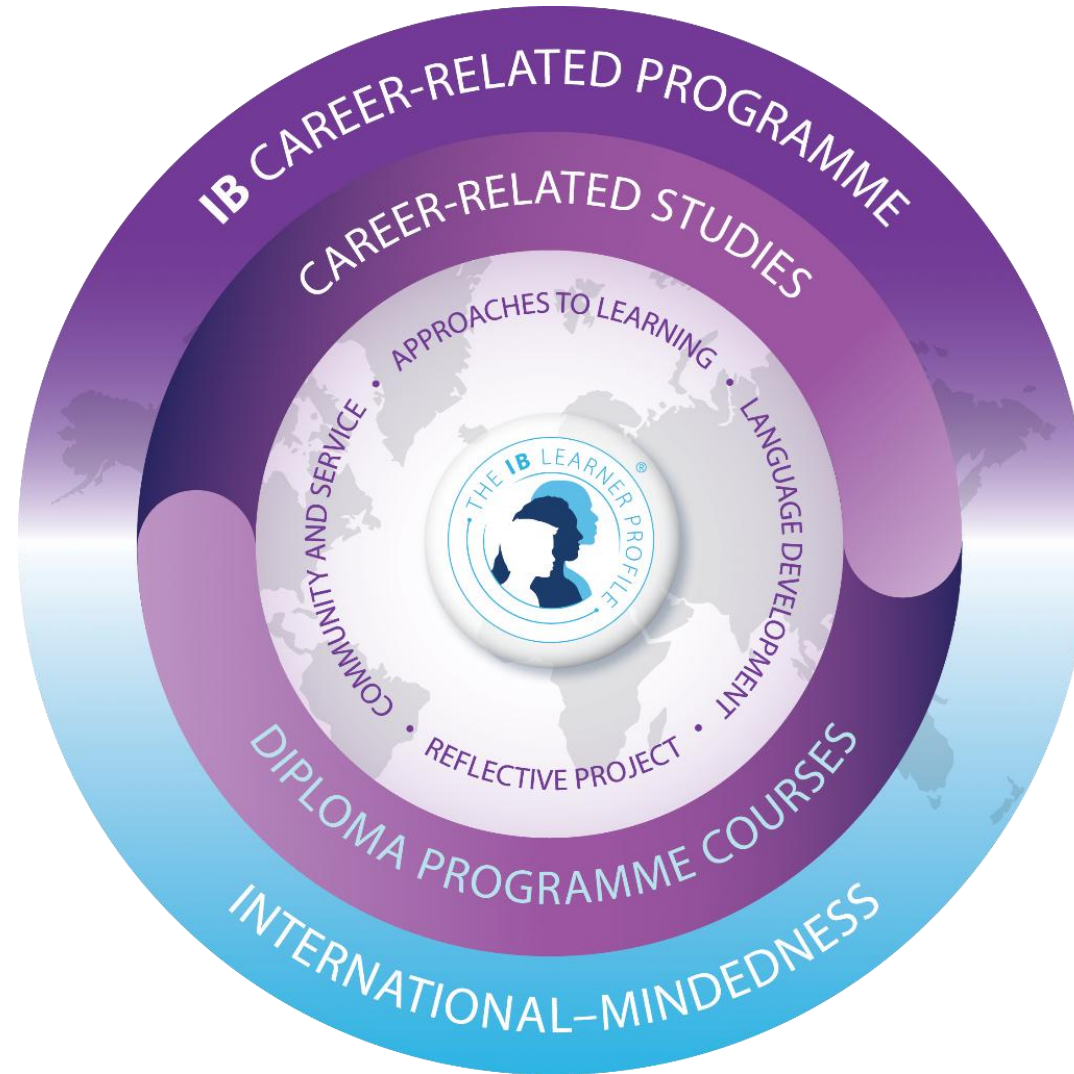 IB CAREER-RELATED PROGRAMME
CAREER-RELATED STUDIES
APPROACHES TO LEARNING
LANGUAGE DEVELOPMENT
REFLECTIVE PROJECT
COMMUNITY AND SERVICE
THE IB LEARNER PROFILE ®
DIPLOMA PROGRAMME COURSES
INTERNATIONAL–MINDEDNESS